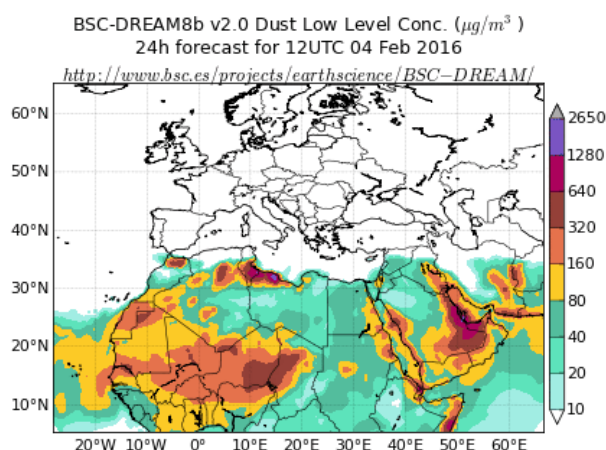 BSC-DREAM8b v2.0 Dust Low Level Conc. (μg/m³ )
24h forecast for 12UTC 04 Feb 2016
http://www.bsc.es/projects/earthscience/BSC−DREAM/
60°N
50°N
40°N
30°N
20°N
10°N
20°W
10°W
0°
10°E
20°E
30°E
40°E
50°E
60°E
2650
1280
640
320
160
80
40
20
10